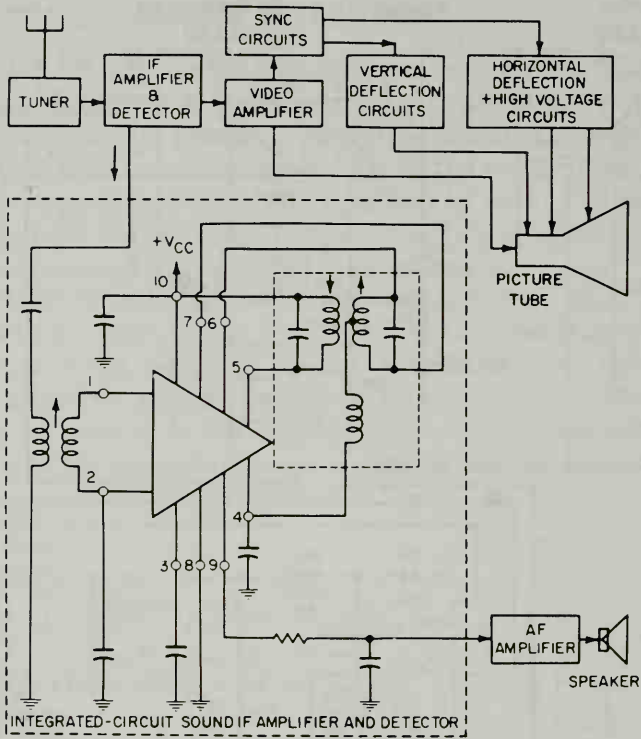 SYNC
CIRCUITS
TUNER
IF
AMPLIFIER
&
DETECTOR
VIDEO
AMPLIFIER
VERTICAL
DEFLECTION
CIRCUITS
HORIZONTAL
DEFLECTION
+HIGH VOLTAGE
CIRCUITS
PICTURE
TUBE
+VCC
10
7
6
5
1
2
4
3
8
9
AF
AMPLIFIER
SPEAKER
INTEGRATED-CIRCUIT SOUND IF AMPLIFIER AND DETECTOR